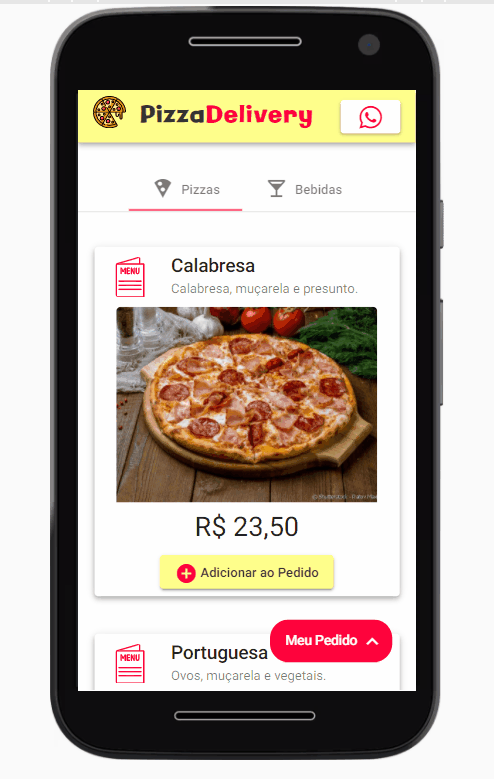 PizzaDelivery
Pizzas
Bebidas
MENU
Calabresa
Calabresa, muçarela e presunto.
R$ 23,50
Adicionar ao Pedido
Meu Pedido
MENU
Portuguesa
Ovos, muçarela e vegetais.